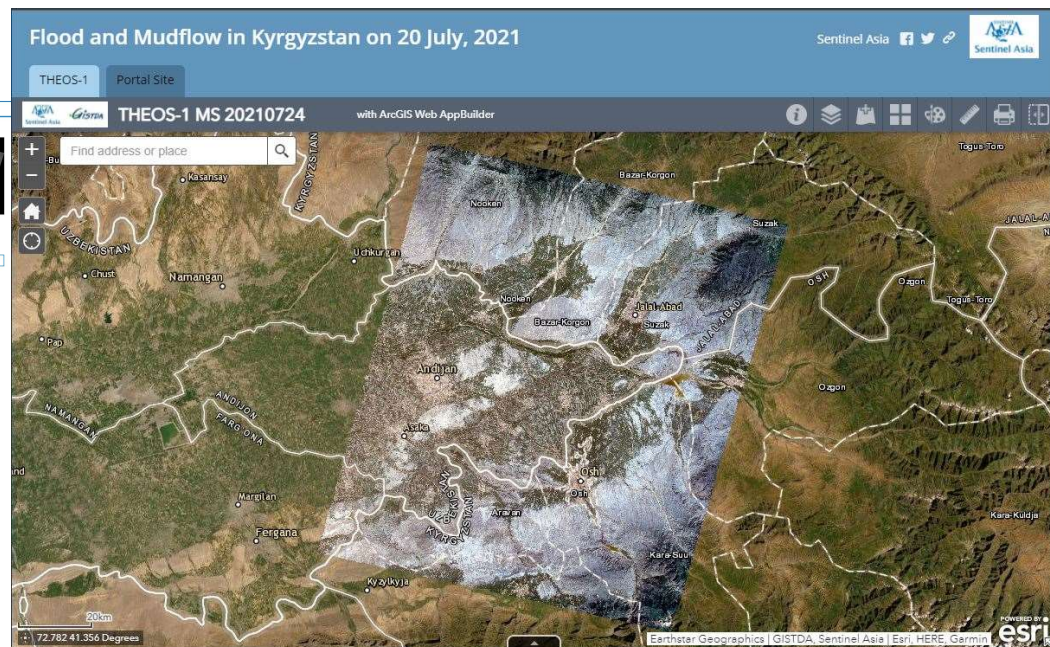 Flood and Mudflow in Kyrgyzstan on 20 July, 2021
Sentinel Asia
Sentinel Asia
THEOS-1
Portal Site
Sentinel Asia
GISTDA
THEOS-1 MS 20210724
with ArcGIS Web AppBuilder
+
Find address or place
−
KYRGYZSTAN
Togus-Toro
Kasansay
Bazar-Korgon
Nooken
UZBEKISTAN
Suzak
JALAL-A
Uchkurgan
Chust
Namangan
OSH
Ozgon
Togus-Toro
Nooken
Jalal-Abad
Bazar-Korgon
Suzak
JALAL-ABAD
Pap
Andijan
Ozgon
ANDIJON
NAMANGAN
FARG'ONA
Asaka
nd
Osh
Osh
Margilan
UZBEKISTAN
KYRGYZSTAN
Aravan
Kara-Kuldja
Fergana
Kara-Suu
Kyzylkyja
20km
POWERED BY
esri
72.782 41.356 Degrees
Earthstar Geographics | GISTDA, Sentinel Asia | Esri, HERE, Garmin